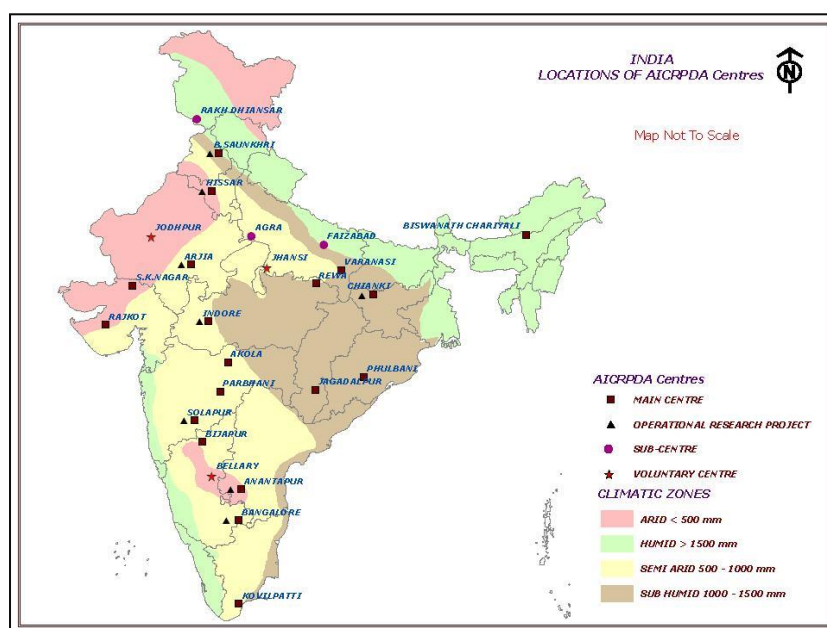 INDIA
LOCATIONS OF AICRPDA Centres
N
Map Not To Scale
RAKH DHIANSAR
B.SAUNKHRI
HISSAR
JODHPUR
AGRA
FAIZABAD
BISWANATH CHARIYALI
ARJIA
JHANSI
VARANASI
S.K.NAGAR
REWA
CHIANKI
RAJKOT
INDORE
AKOLA
PHULBANI
PARBHANI
JAGADALPUR
SOLAPUR
BIJAPUR
BELLARY
ANANTAPUR
BANGALORE
KOVILPATTI
AICRPDA Centres
MAIN CENTRE
OPERATIONAL RESEARCH PROJECT
SUB-CENTRE
VOLUNTARY CENTRE
CLIMATIC ZONES
ARID < 500 mm
HUMID > 1500 mm
SEMI ARID 500 - 1000 mm
SUB HUMID 1000 - 1500 mm